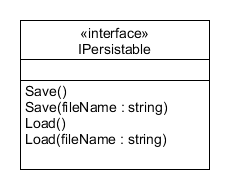 «interface»
IPersistable
Save()
Save(fileName : string)
Load()
Load(fileName : string)